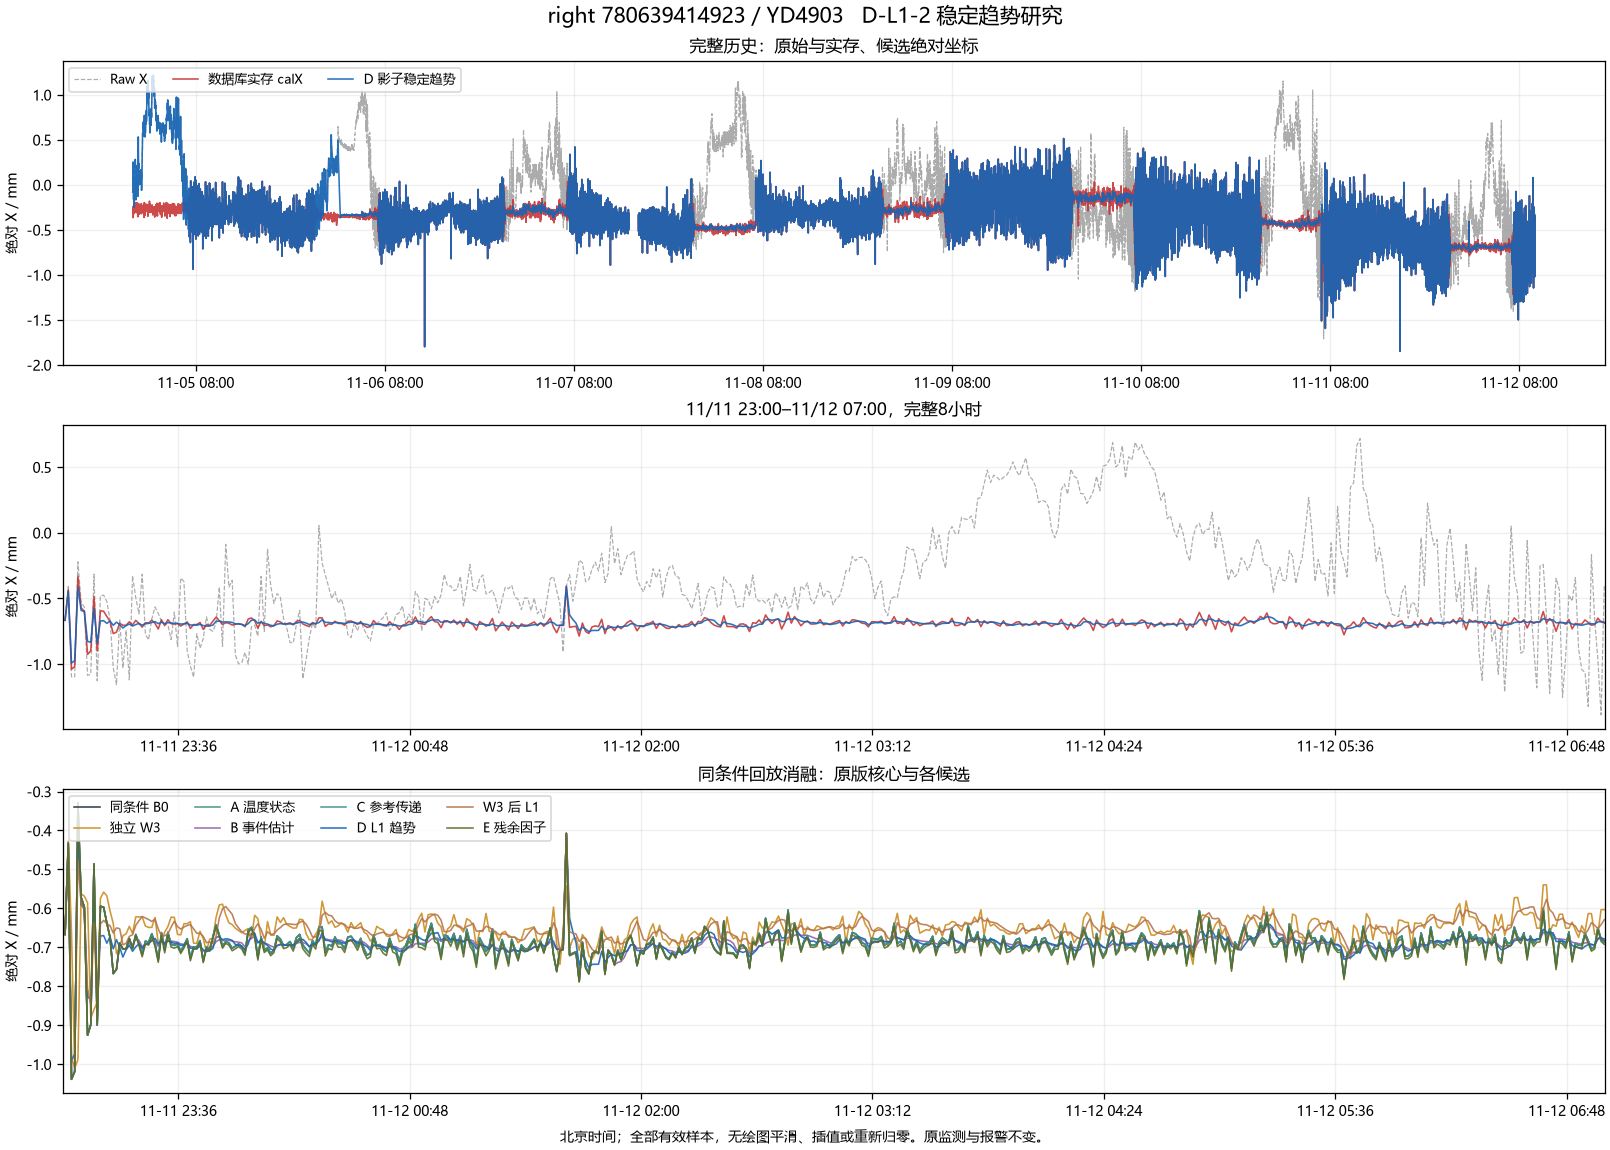 right 780639414923 / YD4903   D-L1-2 稳定趋势研究
完整历史：原始与实存、候选绝对坐标
Raw X
数据库实存 calX
D 影子稳定趋势
绝对 X / mm
1.0
0.5
0.0
-0.5
-1.0
-1.5
-2.0
11-05 08:00
11-06 08:00
11-07 08:00
11-08 08:00
11-09 08:00
11-10 08:00
11-11 08:00
11-12 08:00
11/11 23:00–11/12 07:00，完整8小时
绝对 X / mm
0.5
0.0
-0.5
-1.0
11-11 23:36
11-12 00:48
11-12 02:00
11-12 03:12
11-12 04:24
11-12 05:36
11-12 06:48
同条件回放消融：原版核心与各候选
同条件 B0
A 温度状态
C 参考传递
W3 后 L1
独立 W3
B 事件估计
D L1 趋势
E 残余因子
绝对 X / mm
-0.3
-0.4
-0.5
-0.6
-0.7
-0.8
-0.9
-1.0
11-11 23:36
11-12 00:48
11-12 02:00
11-12 03:12
11-12 04:24
11-12 05:36
11-12 06:48
北京时间；全部有效样本，无绘图平滑、插值或重新归零。原监测与报警不变。